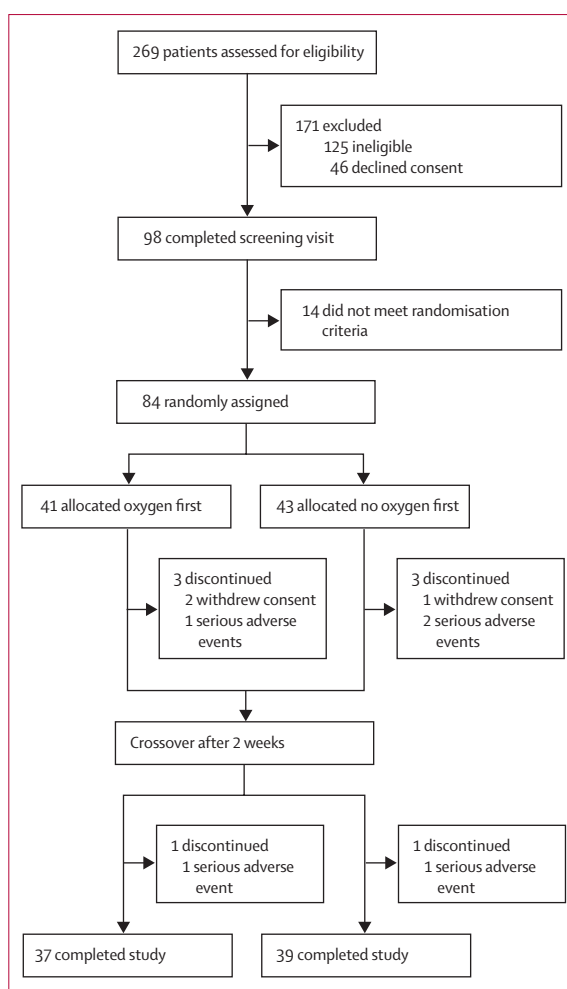 269 patients assessed for eligibility
171 excluded
125 ineligible
46 declined consent
98 completed screening visit
14 did not meet randomisation
criteria
84 randomly assigned
41 allocated oxygen first
43 allocated no oxygen first
3 discontinued
2 withdrew consent
1 serious adverse
events
3 discontinued
1 withdrew consent
2 serious adverse
events
Crossover after 2 weeks
1 discontinued
1 serious adverse
event
1 discontinued
1 serious adverse
event
37 completed study
39 completed study